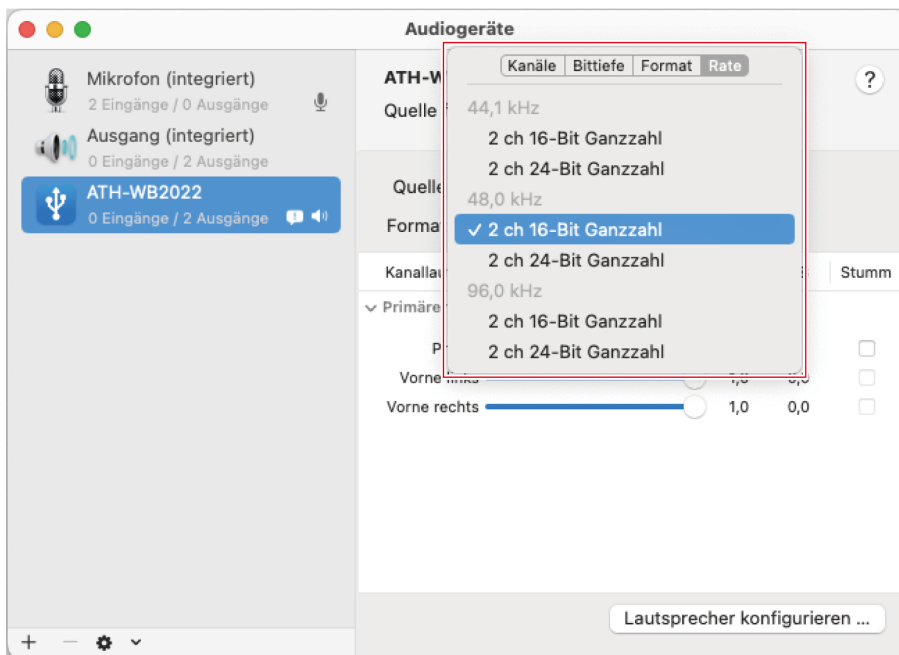 Audiogeräte
Mikrofon (integriert)
2 Eingänge / 0 Ausgänge
Ausgang (integriert)
0 Eingänge / 2 Ausgänge
ATH-WB2022
0 Eingänge / 2 Ausgänge
ATH-W
?
Quelle
Quelle
Forma
Kanäle Bittiefe Format Rate
44,1 kHz
2 ch 16-Bit Ganzzahl
2 ch 24-Bit Ganzzahl
48,0 kHz
✓ 2 ch 16-Bit Ganzzahl
2 ch 24-Bit Ganzzahl
96,0 kHz
2 ch 16-Bit Ganzzahl
2 ch 24-Bit Ganzzahl
Kanallau
Stumm
Primäre
P
Vorne links
Vorne rechts 1,0 0,0
Lautsprecher konfigurieren ...